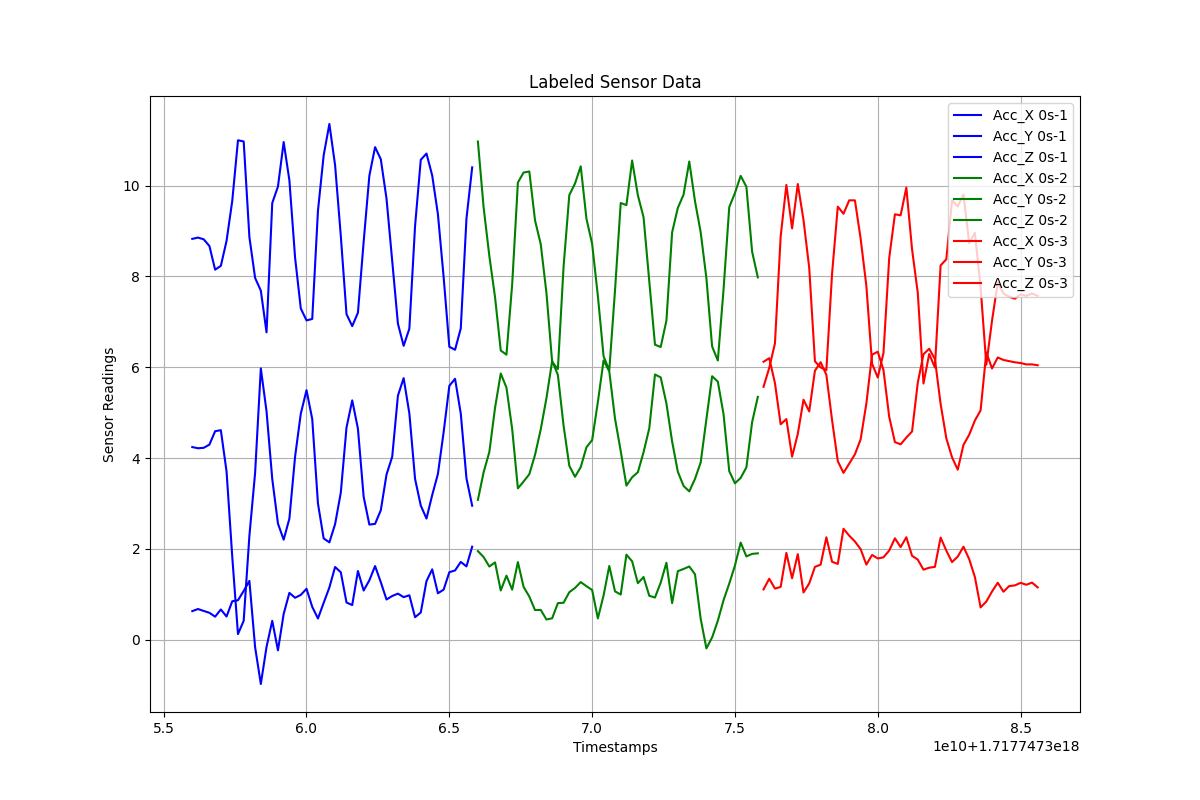 Labeled Sensor Data
Acc_X 0s-1
Acc_Y 0s-1
Acc_Z 0s-1
Acc_X 0s-2
Acc_Y 0s-2
Acc_Z 0s-2
Acc_X 0s-3
Acc_Y 0s-3
Acc_Z 0s-3
10
8
6
4
2
0
Sensor Readings
5.5 6.0 6.5 7.0 7.5 8.0 8.5
Timestamps
1e10+1.7177473e18